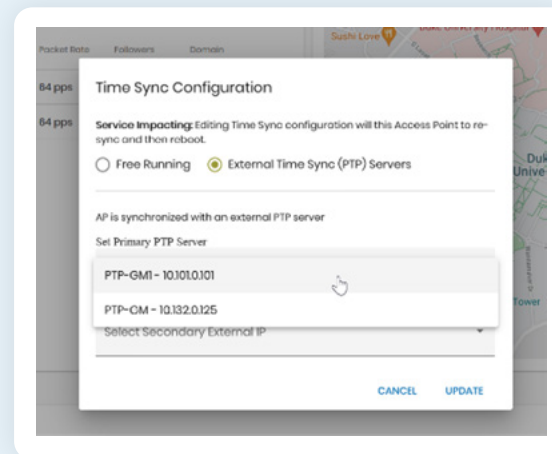 Sushi Love
Duke University Hospital
Packet Rate Followers Domain
64 pps
64 pps
Time Sync Configuration
Service Impacting: Editing Time Sync configuration will this Access Point to re-
sync and then reboot.
Free Running External Time Sync (PTP) Servers
AP is synchronized with an external PTP server
Set Primary PTP Server
PTP-GM1 - 10.101.0.101
PTP-GM - 10.132.0.125
Select Secondary External IP
CANCEL UPDATE
Duk
Unive
Tower